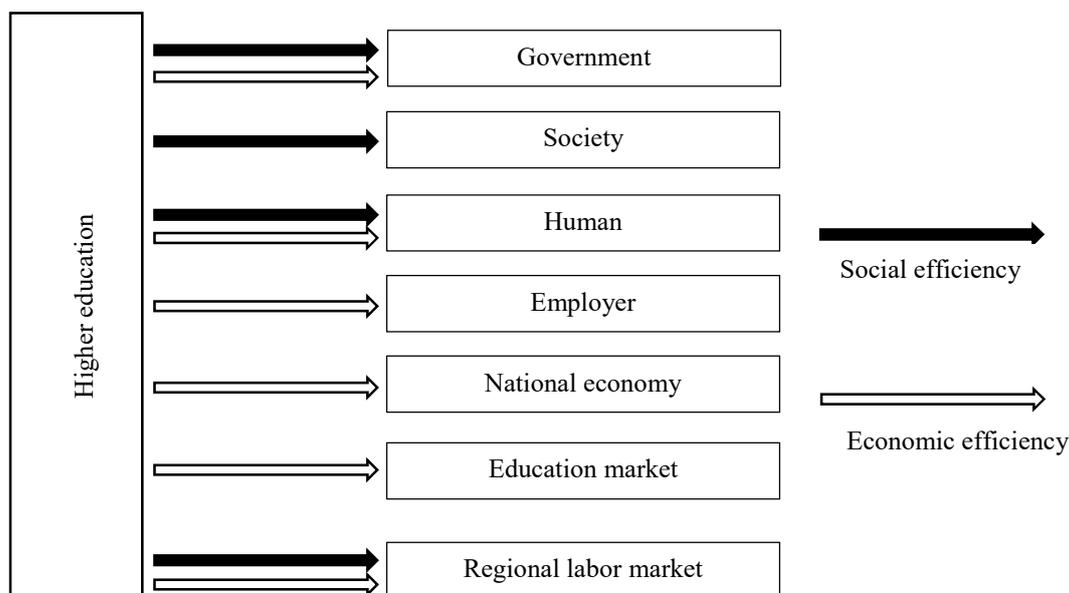 Higher education
Government
Society
Human
Employer
National economy
Education market
Regional labor market
Social efficiency
Economic efficiency